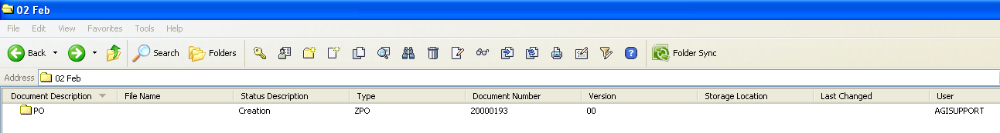 02 Feb
File Edit View Favorites Tools Help
Back Search Folders Folder Sync
Address 02 Feb
Document Description File Name Status Description Type Document Number Version Storage Location Last Changed User
PO Creation ZPO 20000193 00 AGISUPPORT